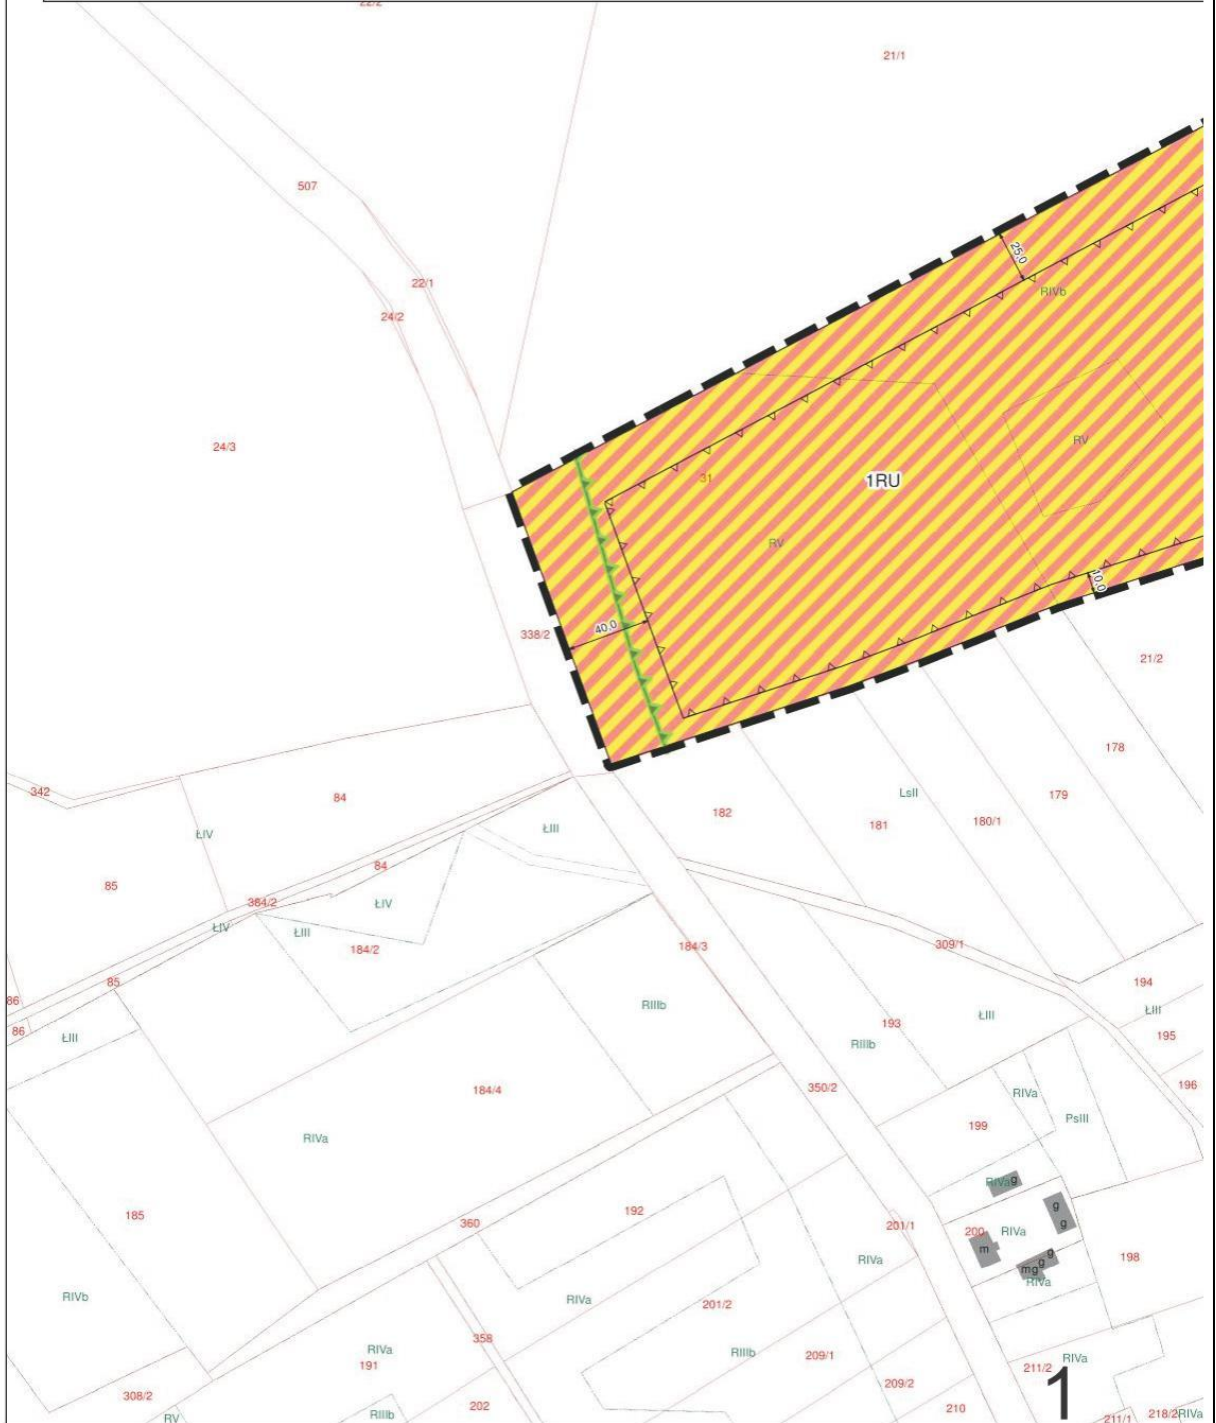 22/2
21/1
507
25,0
22/1
RIVb
24/2
24/3
RV
31
1RU
RV
10,0
40,0
338/2
21/2
178
342
84
LsII
179
182
181
180/1
ŁIV
ŁIII
84
85
364/2
ŁIV
ŁIV
ŁIII
184/2
184/3
309/1
85
194
86
RIIIb
ŁIII
ŁIII
193
86
ŁIII
195
RIIIb
196
184/4
350/2
RIVa
PsIII
199
RIVa
RIVa
g
g
185
192
360
201/1
g
200
RIVa
RIVa
m
g
198
g
mg
RIVa
RIVb
RIVa
201/2
358
RIIIb
209/1
RIVa
191
RIVa
211/2
209/2
1
308/2
202
210
RV
RIIIb
211/1
218/2
RIVa